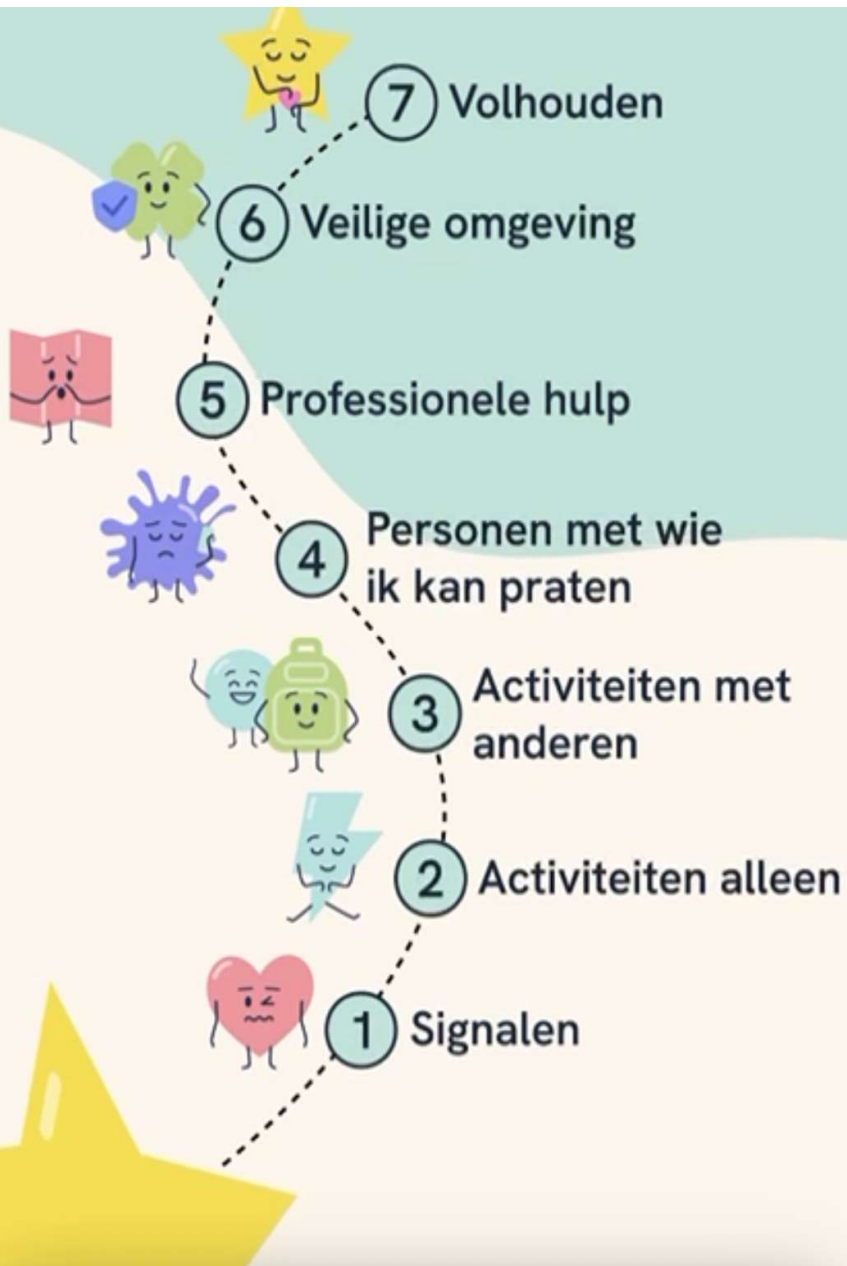 7 Volhouden
6 Veilige omgeving
5 Professionele hulp
4 Personen met wie
ik kan praten
3 Activiteiten met
anderen
2 Activiteiten alleen
1 Signalen